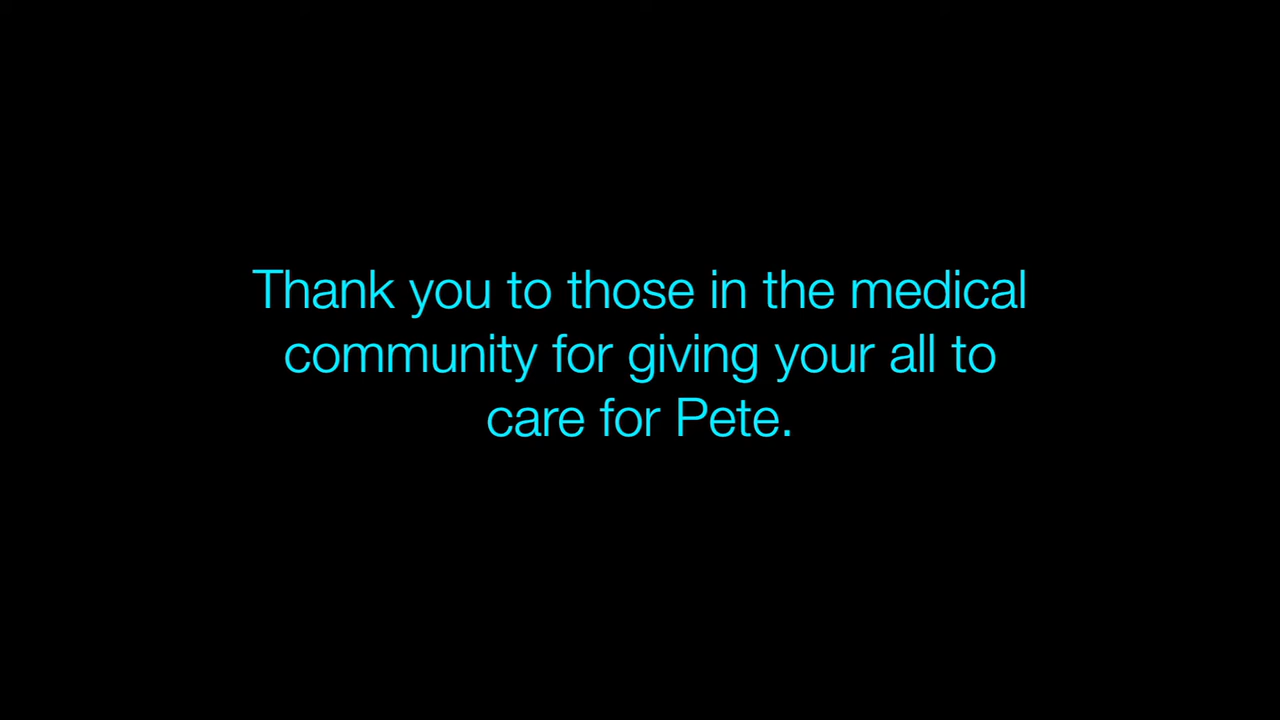 Thank you to those in the medical
community for giving your all to
care for Pete.